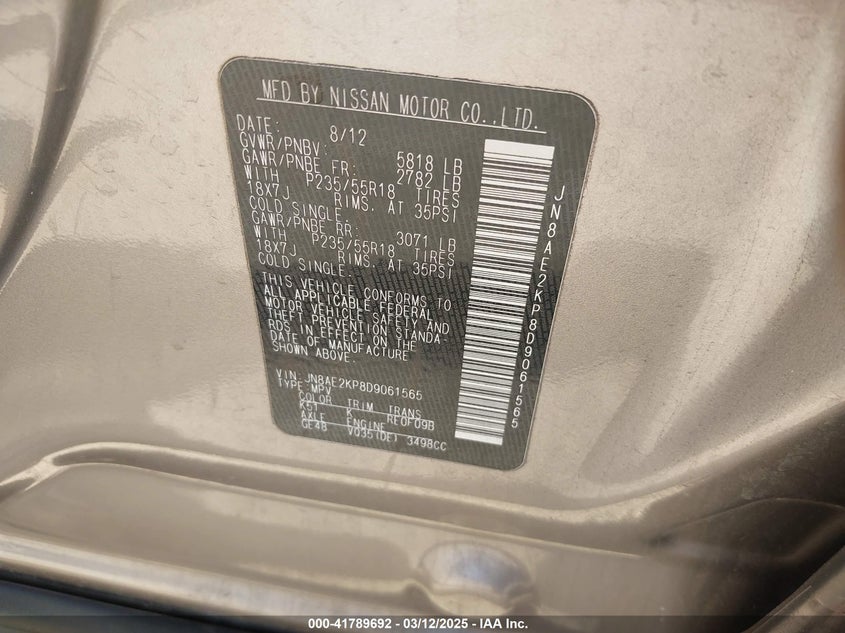 MFD BY NISSAN MOTOR CO.,LTD.
DATE: 8/12
GVWR/PNBV: 5818 LB
GAWR/PNBE FR: 2782 LB
WITH P235/55R18 TIRES
18X7J RIMS. AT 35PSI
COLD SINGLE.
GAWR/PNBE RR: 3071 LB
WITH P235/55R18 TIRES
18X7J RIMS. AT 35PSI
COLD SINGLE.
THIS VEHICLE CONFORMS TO
ALL APPLICABLE FEDERAL
MOTOR VEHICLE SAFETY AND
THEFT PREVENTION STANDA
RDS IN EFFECT ON THE
DATE OF MANUFACTURE
SHOWN ABOVE.
VIN: JN8AE2KP8D9061565
TYPE: MPV
COLOR TRIM TRANS
K51 K RE0F09B
AXLE ENGINE
GE4B VQ35(DE) 3498CC
JN8AE2KP8D9061565
000-41789692 - 03/12/2025 - IAA Inc.